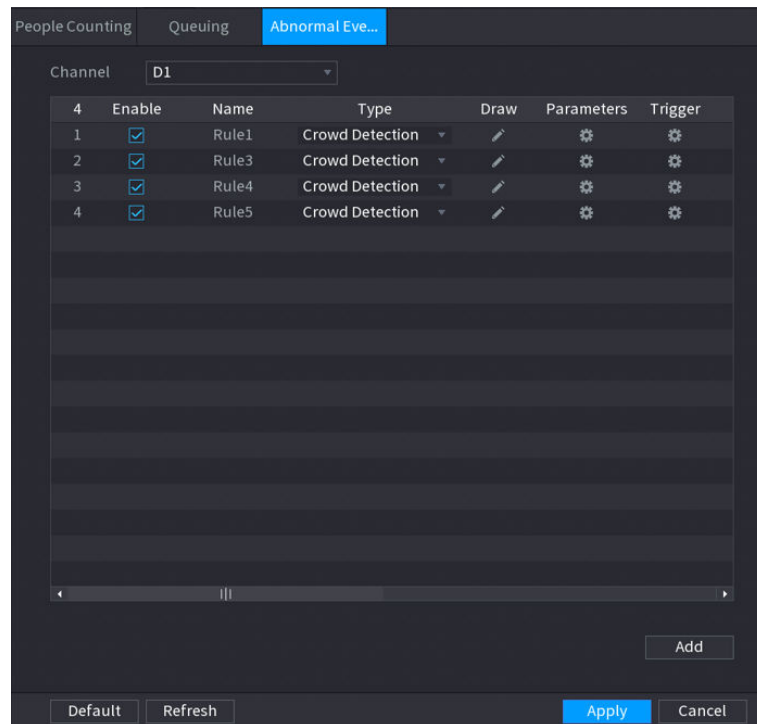 People Counting Queuing Abnormal Eve...
Channel D1
4 Enable Name Type Draw Parameters Trigger
1 Rule1 Crowd Detection
2 Rule3 Crowd Detection
3 Rule4 Crowd Detection
4 Rule5 Crowd Detection
Add
Default Refresh Apply Cancel